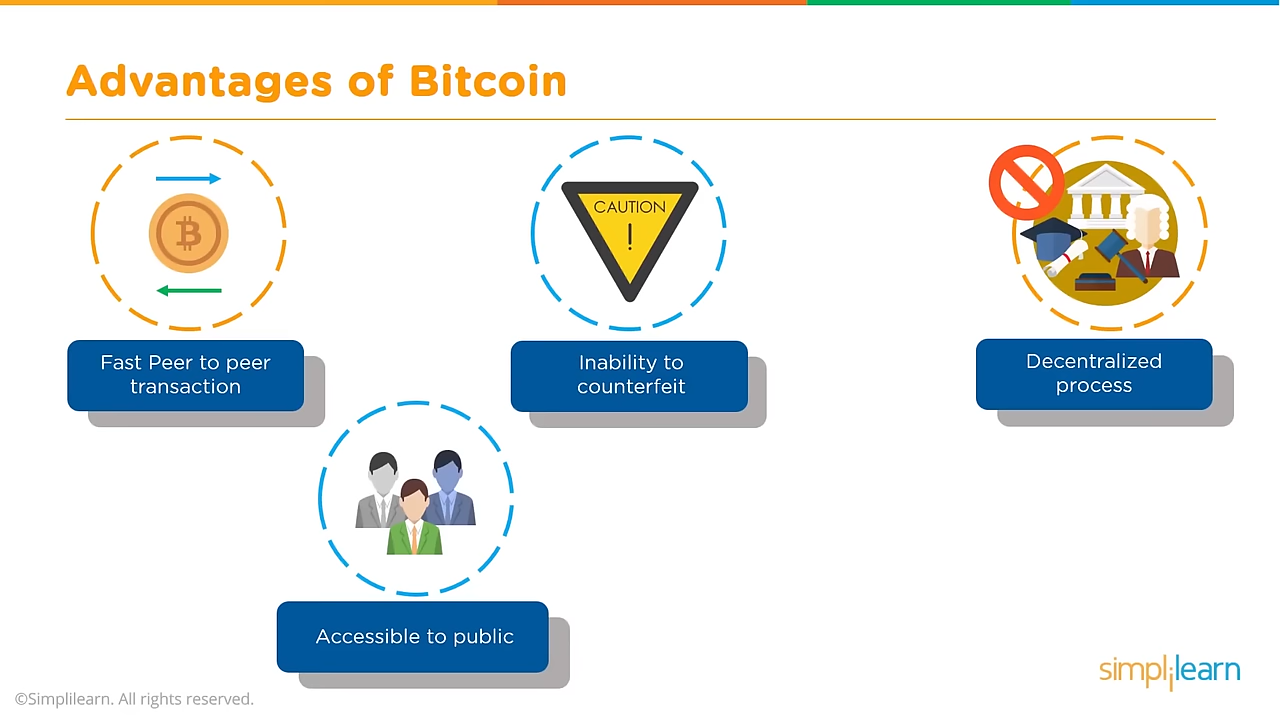 Advantages of Bitcoin
CAUTION
!
Fast Peer to peer
transaction
Inability to
counterfeit
Decentralized
process
Accessible to public
simplilearn
©Simplilearn. All rights reserved.